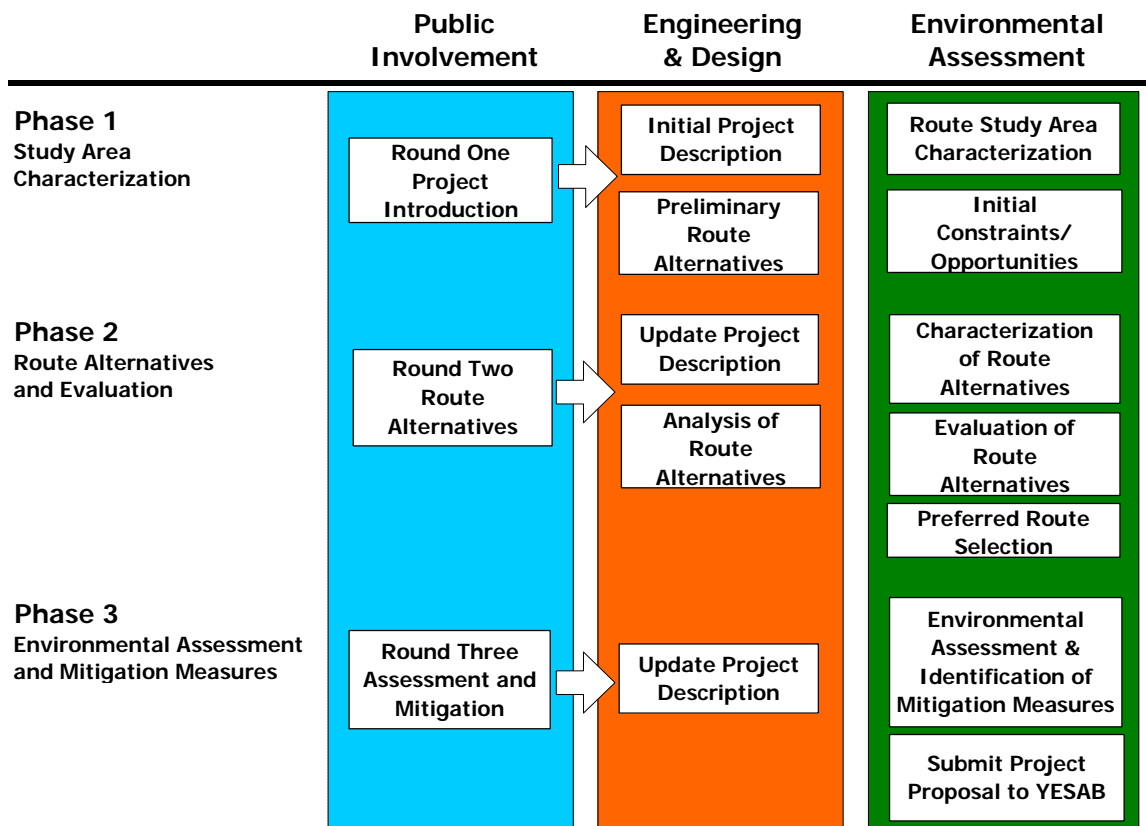 Public
Involvement
Engineering
& Design
Environmental
Assessment
Phase 1
Study Area
Characterization
Round One
Project
Introduction
Initial Project
Description
Preliminary
Route
Alternatives
Route Study Area
Characterization
Initial
Constraints/
Opportunities
Phase 2
Route Alternatives
and Evaluation
Round Two
Route
Alternatives
Update Project
Description
Analysis of
Route
Alternatives
Characterization
of Route
Alternatives
Evaluation of
Route
Alternatives
Preferred Route
Selection
Phase 3
Environmental Assessment
and Mitigation Measures
Round Three
Assessment and
Mitigation
Update Project
Description
Environmental
Assessment &
Identification of
Mitigation Measures
Submit Project
Proposal to YESAB